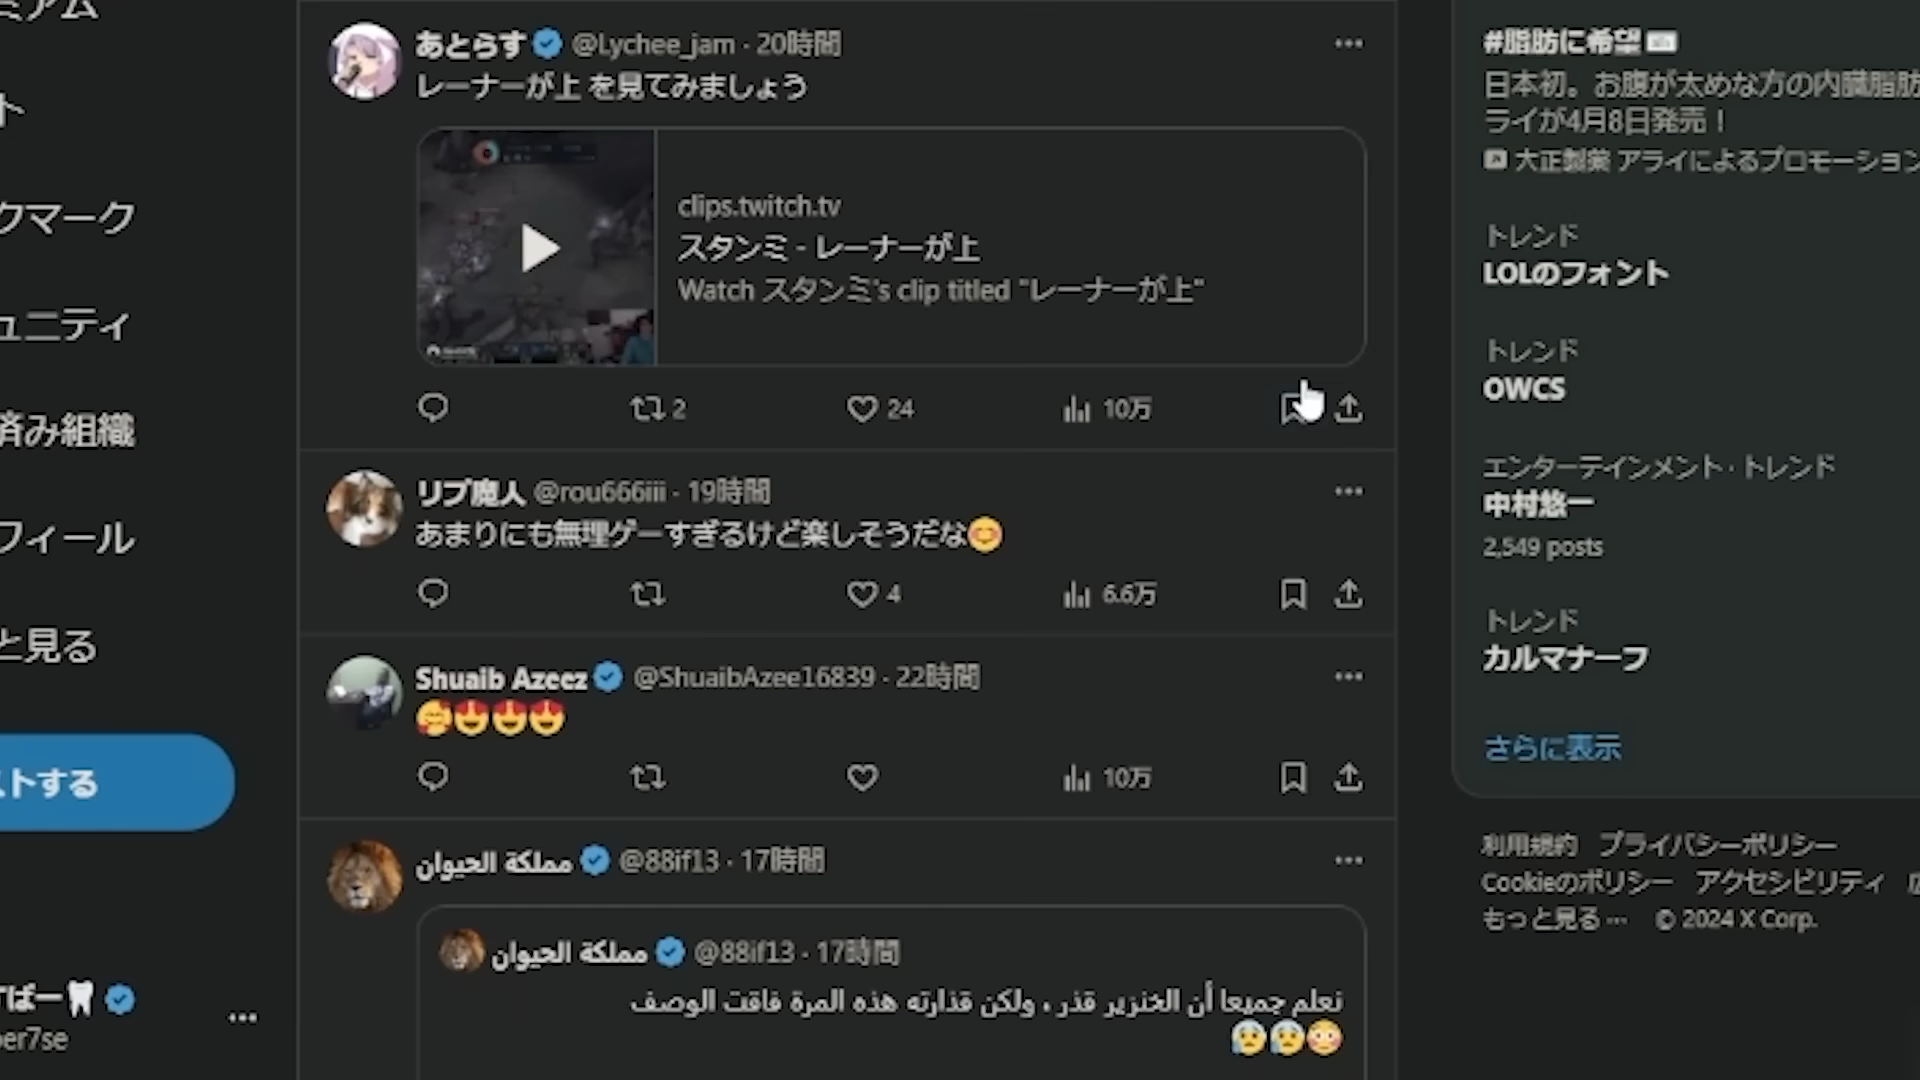 ミアム
ト
クマーク
ュニティ
済み組織
フィール
と見る
ストする
ずばー
er7se
あとらす @Lychee_jam · 20時間
レーナーが上 を見てみましょう
clips.twitch.tv
スタンミ - レーナーが上
Watch スタンミ's clip titled "レーナーが上"
2 24 10万
リプ魔人 @rou666iii · 19時間
あまりにも無理ゲーすぎるけど楽しそうだな😊
4 6.6万
Shuaib Azeez @ShuaibAzee16839 · 22時間
🥰😍😍😍
10万
مملكة الحيوان @88if13 · 17時間
مملكة الحيوان @88if13 · 17時間
نعلم جميعا أن الخنزير قذر ، ولكن قذارته هذه المرة فاقت الوصف
😳😰😰
#脂肪に希望
日本初。お腹が太めな方の内臓脂肪
ライが4月8日発売！
大正製薬 アライによるプロモーション
トレンド
LOLのフォント
トレンド
OWCS
エンターテインメント · トレンド
中村悠一
2,549 posts
トレンド
カルマナーフ
さらに表示
利用規約 プライバシーポリシー
Cookieのポリシー アクセシビリティ 広
もっと見る … © 2024 X Corp.